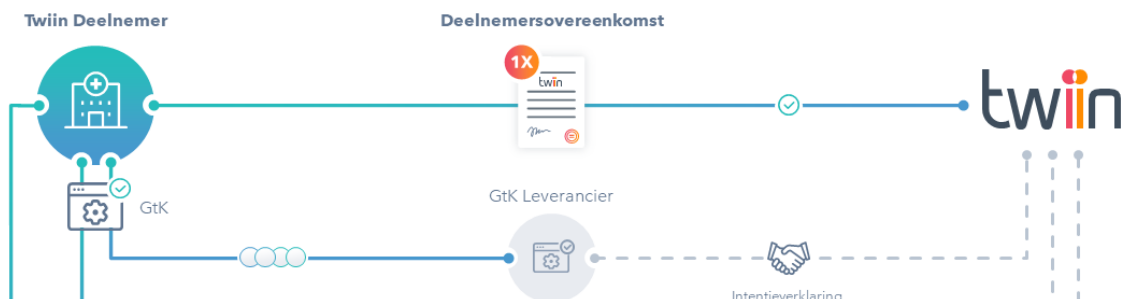 Twiin Deelnemer
Deelnemersovereenkomst
1X
twiin
twiin
GtK
GtK Leverancier
Intentieverklaring